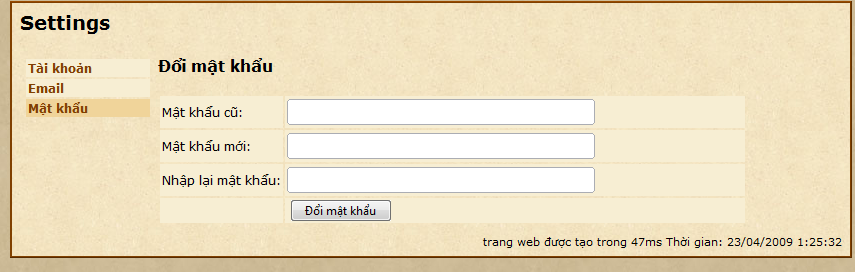 Settings
Tài khoản
Email
Mật khẩu
Đổi mật khẩu
Mật khẩu cũ:
Mật khẩu mới:
Nhập lại mật khẩu:
Đổi mật khẩu
trang web được tạo trong 47ms Thời gian: 23/04/2009 1:25:32